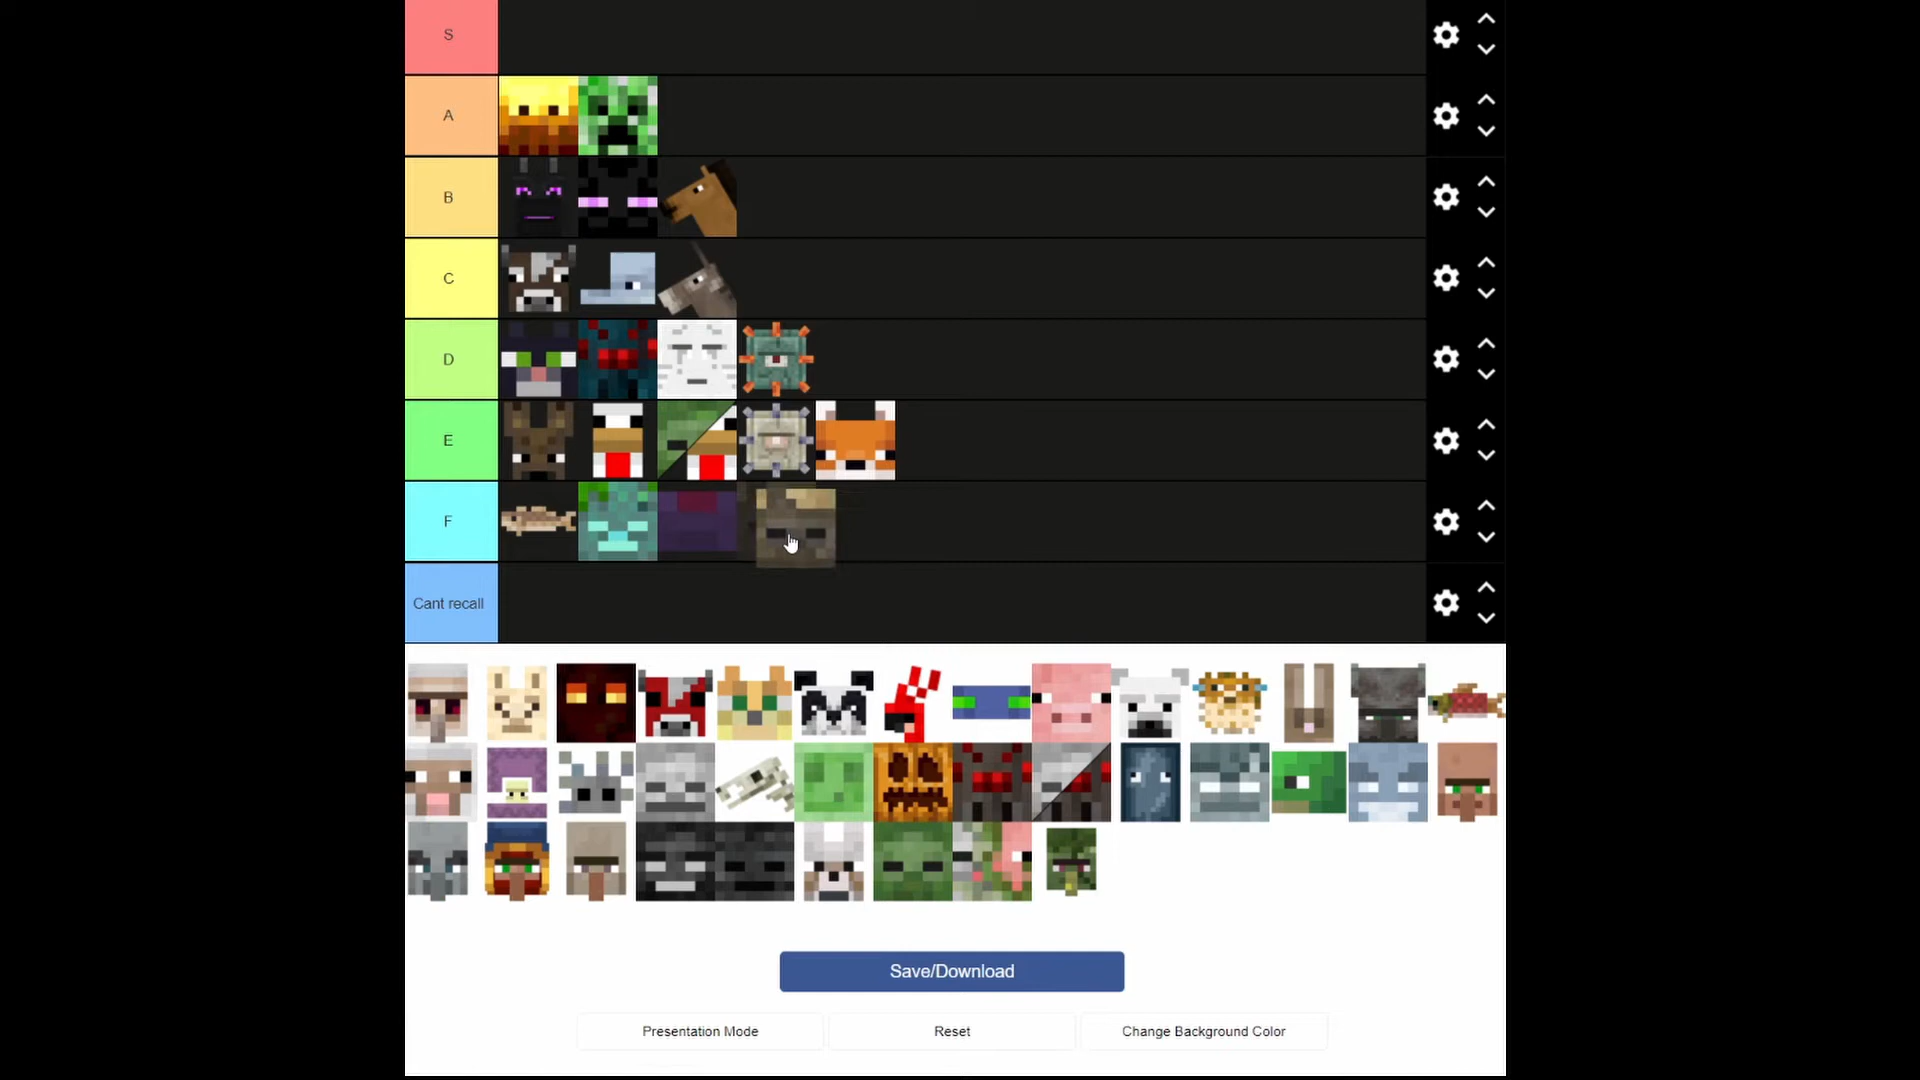 S
A
B
C
D
E
F
Cant recall
Save/Download
Presentation Mode
Reset
Change Background Color